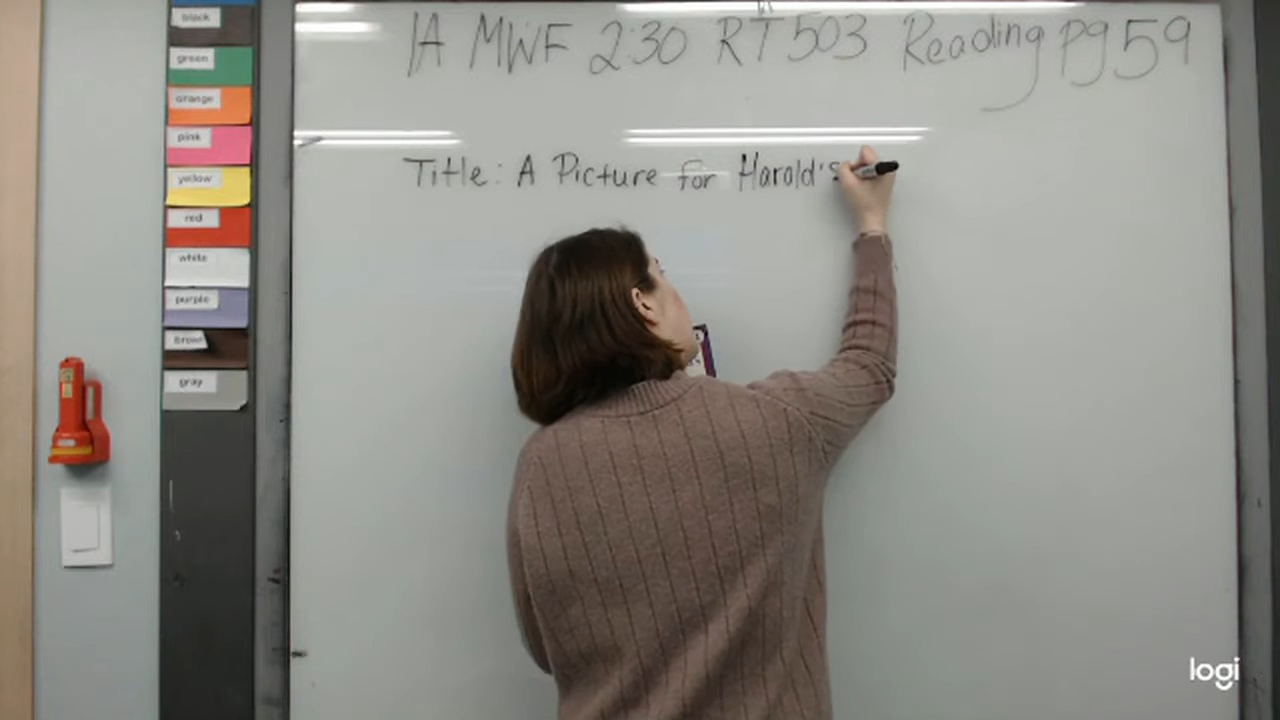 1A MWF 2:30 RT503 Reading pg 59
Title: A Picture for Harold's
black
green
orange
pink
yellow
red
white
purple
brown
gray
logi